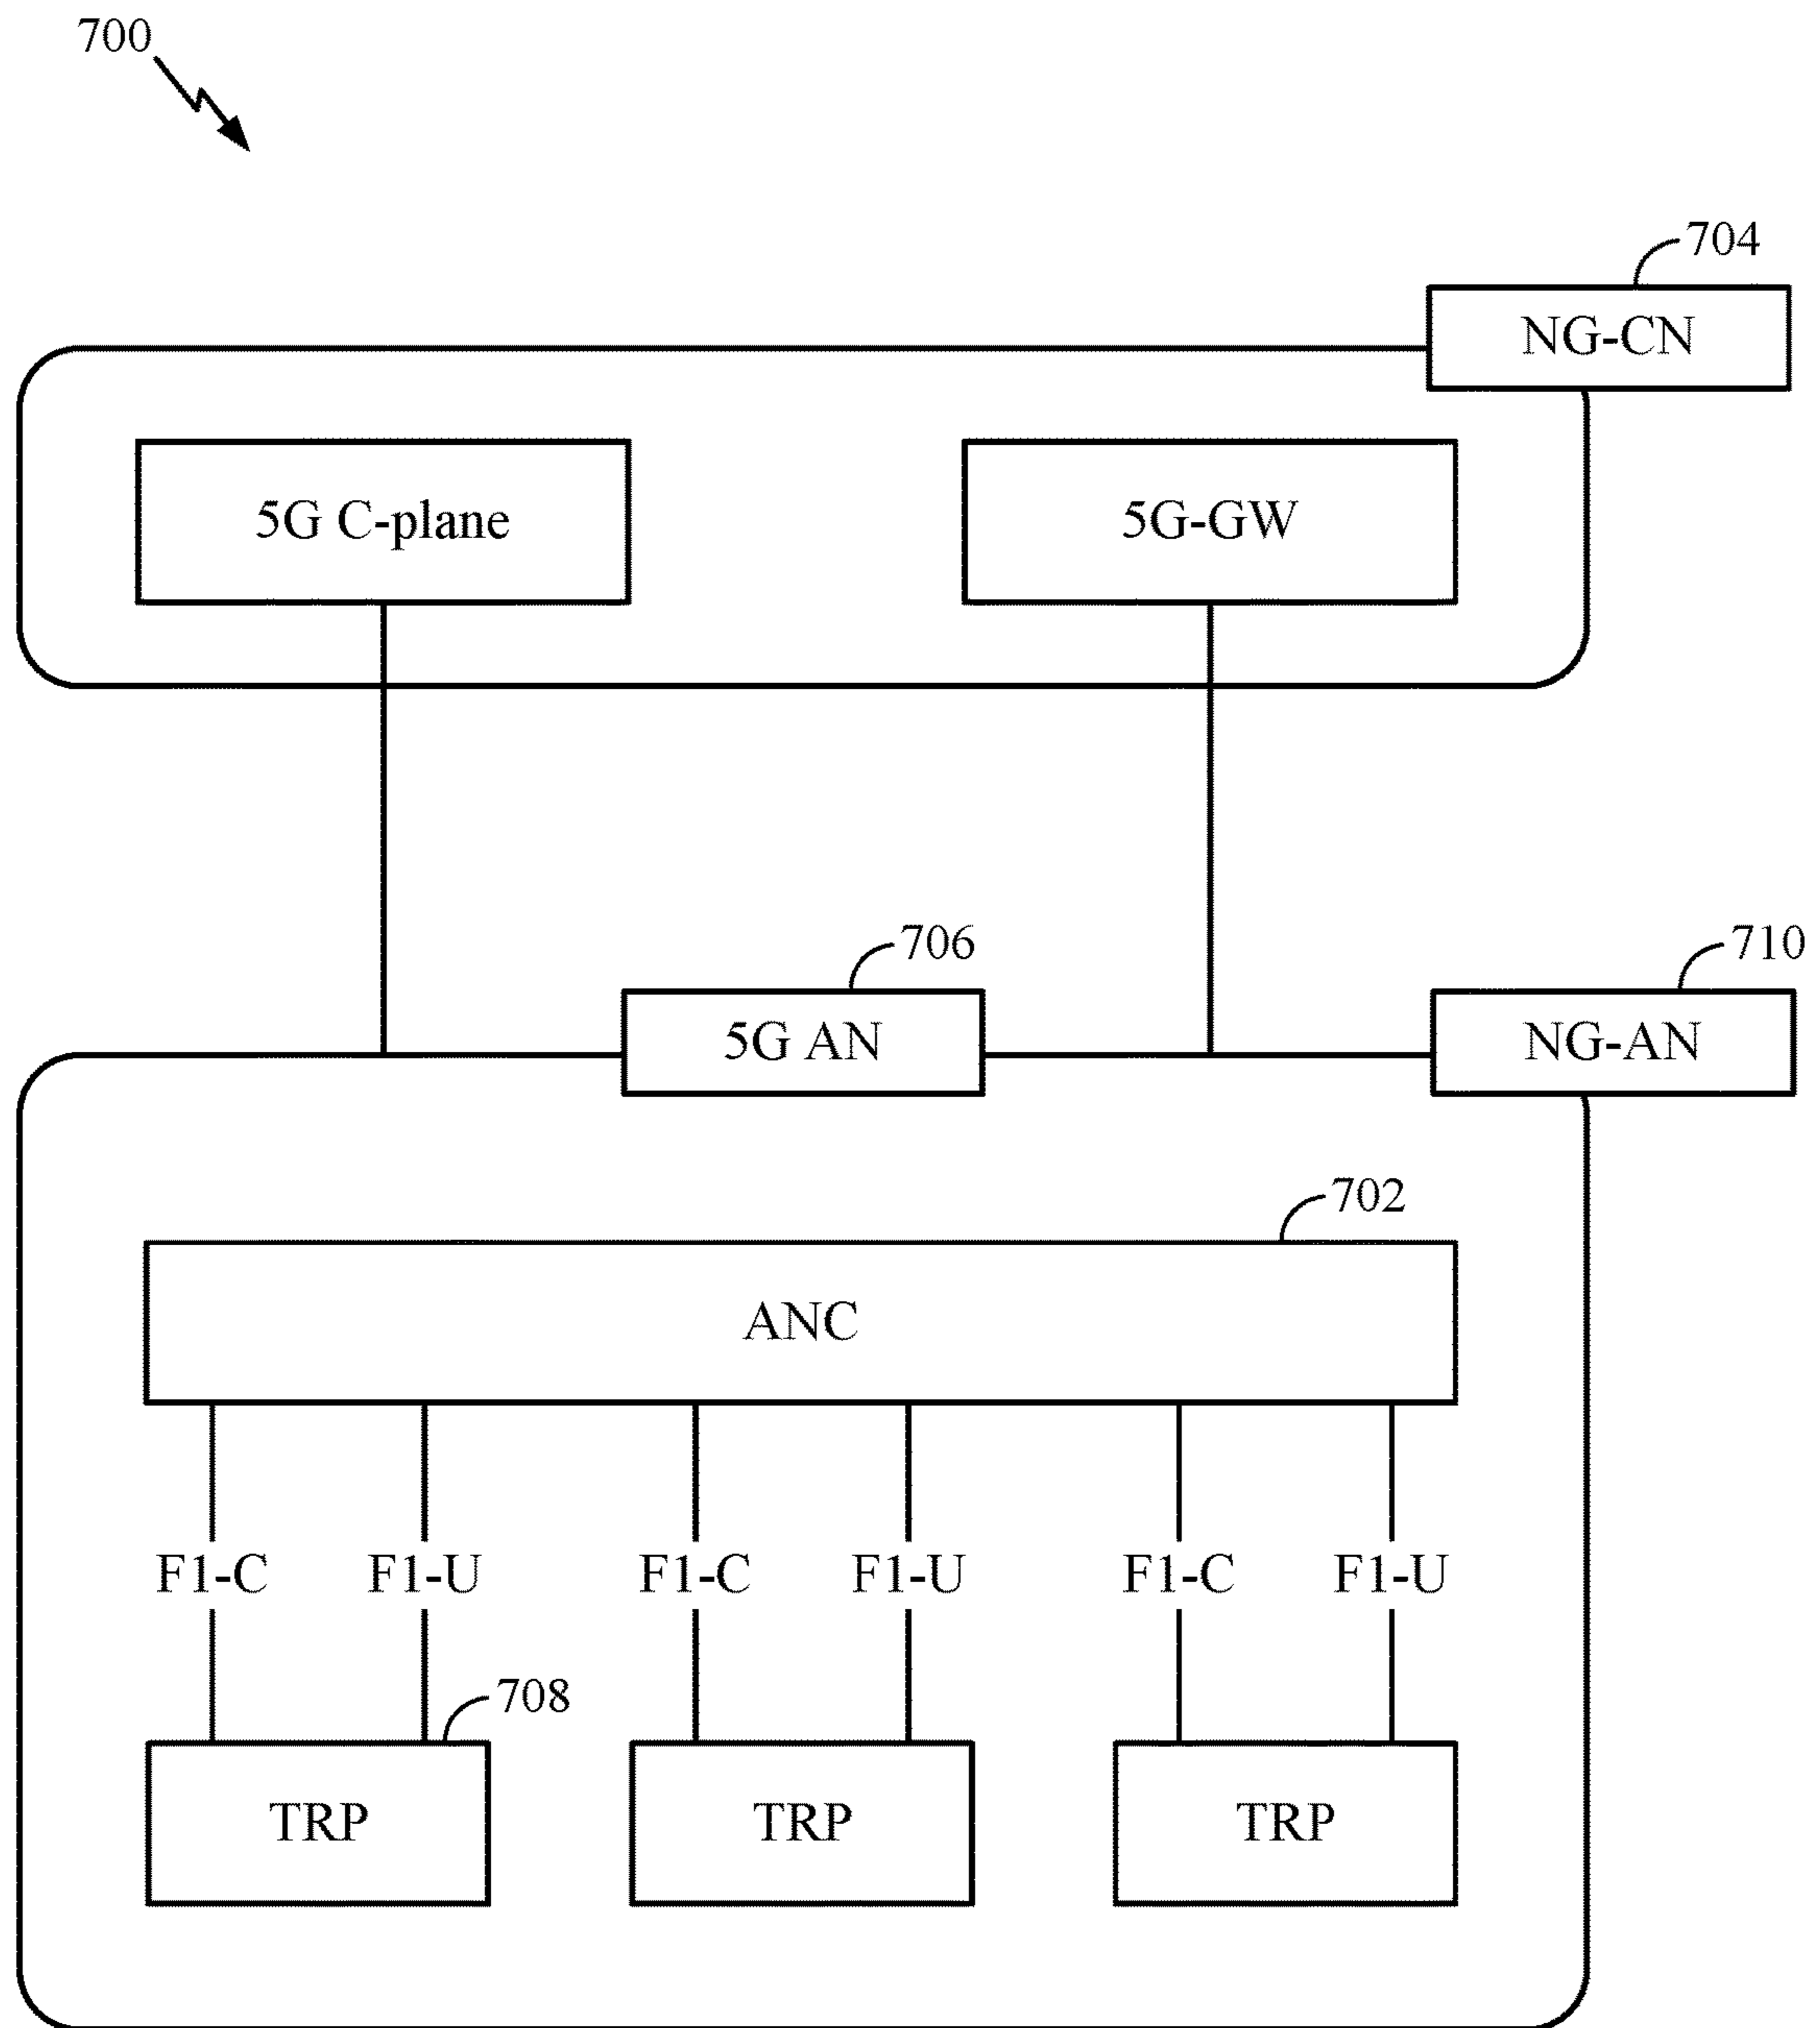 700
704
NG-CN
5G C-plane
5G-GW
706
710
5G AN
NG-AN
702
ANC
F1-C F1-U F1-C F1-U F1-C F1-U
708
TRP TRP TRP